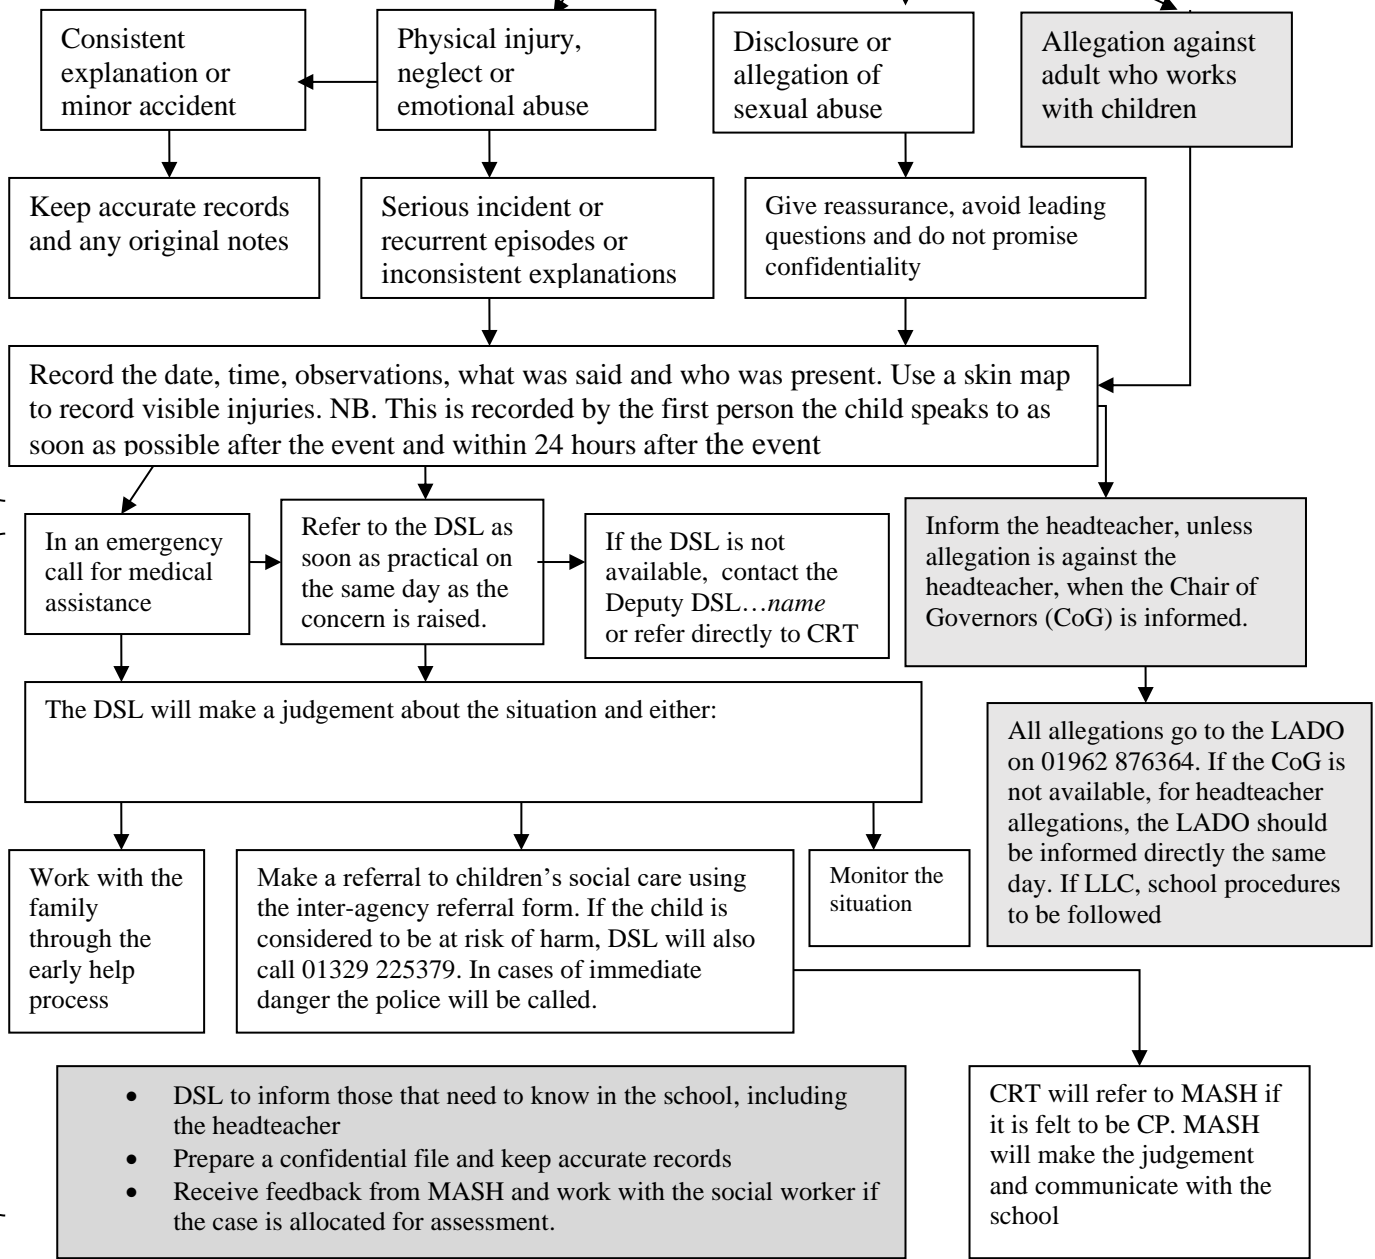 Consistent
explanation or
minor accident
Physical injury,
neglect or
emotional abuse
Disclosure or
allegation of
sexual abuse
Allegation against
adult who works
with children
Keep accurate records
and any original notes
Serious incident or
recurrent episodes or
inconsistent explanations
Give reassurance, avoid leading
questions and do not promise
confidentiality
Record the date, time, observations, what was said and who was present. Use a skin map
to record visible injuries. NB. This is recorded by the first person the child speaks to as
soon as possible after the event and within 24 hours after the event
In an emergency
call for medical
assistance
Refer to the DSL as
soon as practical on
the same day as the
concern is raised.
If the DSL is not
available, contact the
Deputy DSL…name
or refer directly to CRT
Inform the headteacher, unless
allegation is against the
headteacher, when the Chair of
Governors (CoG) is informed.
The DSL will make a judgement about the situation and either:
All allegations go to the LADO
on 01962 876364. If the CoG is
not available, for headteacher
allegations, the LADO should
be informed directly the same
day. If LLC, school procedures
to be followed
Work with the
family
through the
early help
process
Make a referral to children’s social care using
the inter-agency referral form. If the child is
considered to be at risk of harm, DSL will also
call 01329 225379. In cases of immediate
danger the police will be called.
Monitor the
situation
• DSL to inform those that need to know in the school, including
the headteacher
• Prepare a confidential file and keep accurate records
• Receive feedback from MASH and work with the social worker if
the case is allocated for assessment.
CRT will refer to MASH if
it is felt to be CP. MASH
will make the judgement
and communicate with the
school